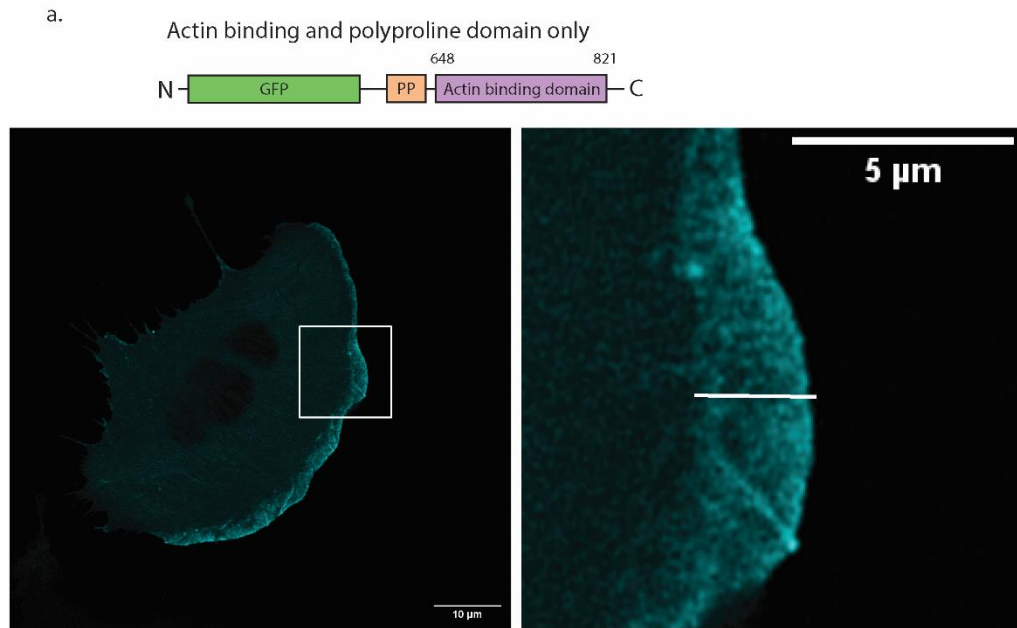 a.
Actin binding and polyproline domain only
648 821
N GFP PP Actin binding domain C
10 µm
5 µm